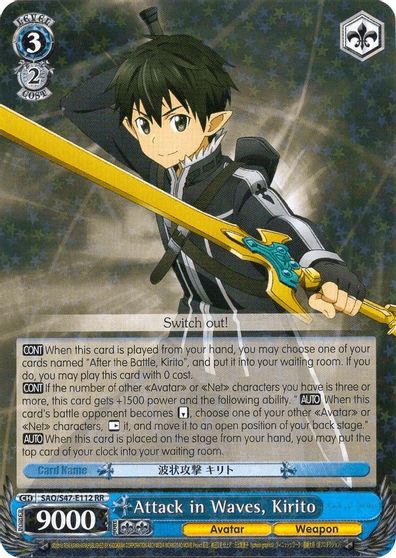 LEVEL
3
2
COST
Switch out!
CONT When this card is played from your hand, you may choose one of your
cards named "After the Battle, Kirito", and put it into your waiting room. If you
do, you may play this card with 0 cost.
CONT If the number of other «Avatar» or «Net» characters you have is three or
more, this card gets +1500 power and the following ability. " AUTO When this
card's battle opponent becomes, choose one of your other «Avatar» or
«Net» characters, it, and move it to an open position of your back stage."
AUTO When this card is placed on the stage from your hand, you may put the
top card of your clock into your waiting room.
Card Name
波状攻撃 キリト
CH
SAO/S47-E112 RR
POWER
9000
SOUL
Attack in Waves, Kirito
Avatar
Weapon